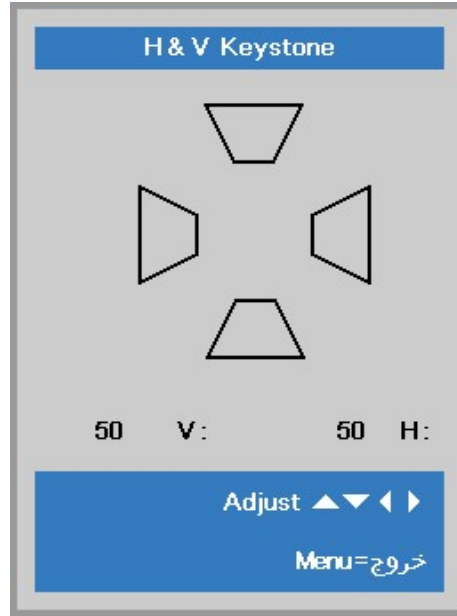 H & V Keystone
50 V: 50 H:
Adjust ▲▼◀▶
خروج=Menu